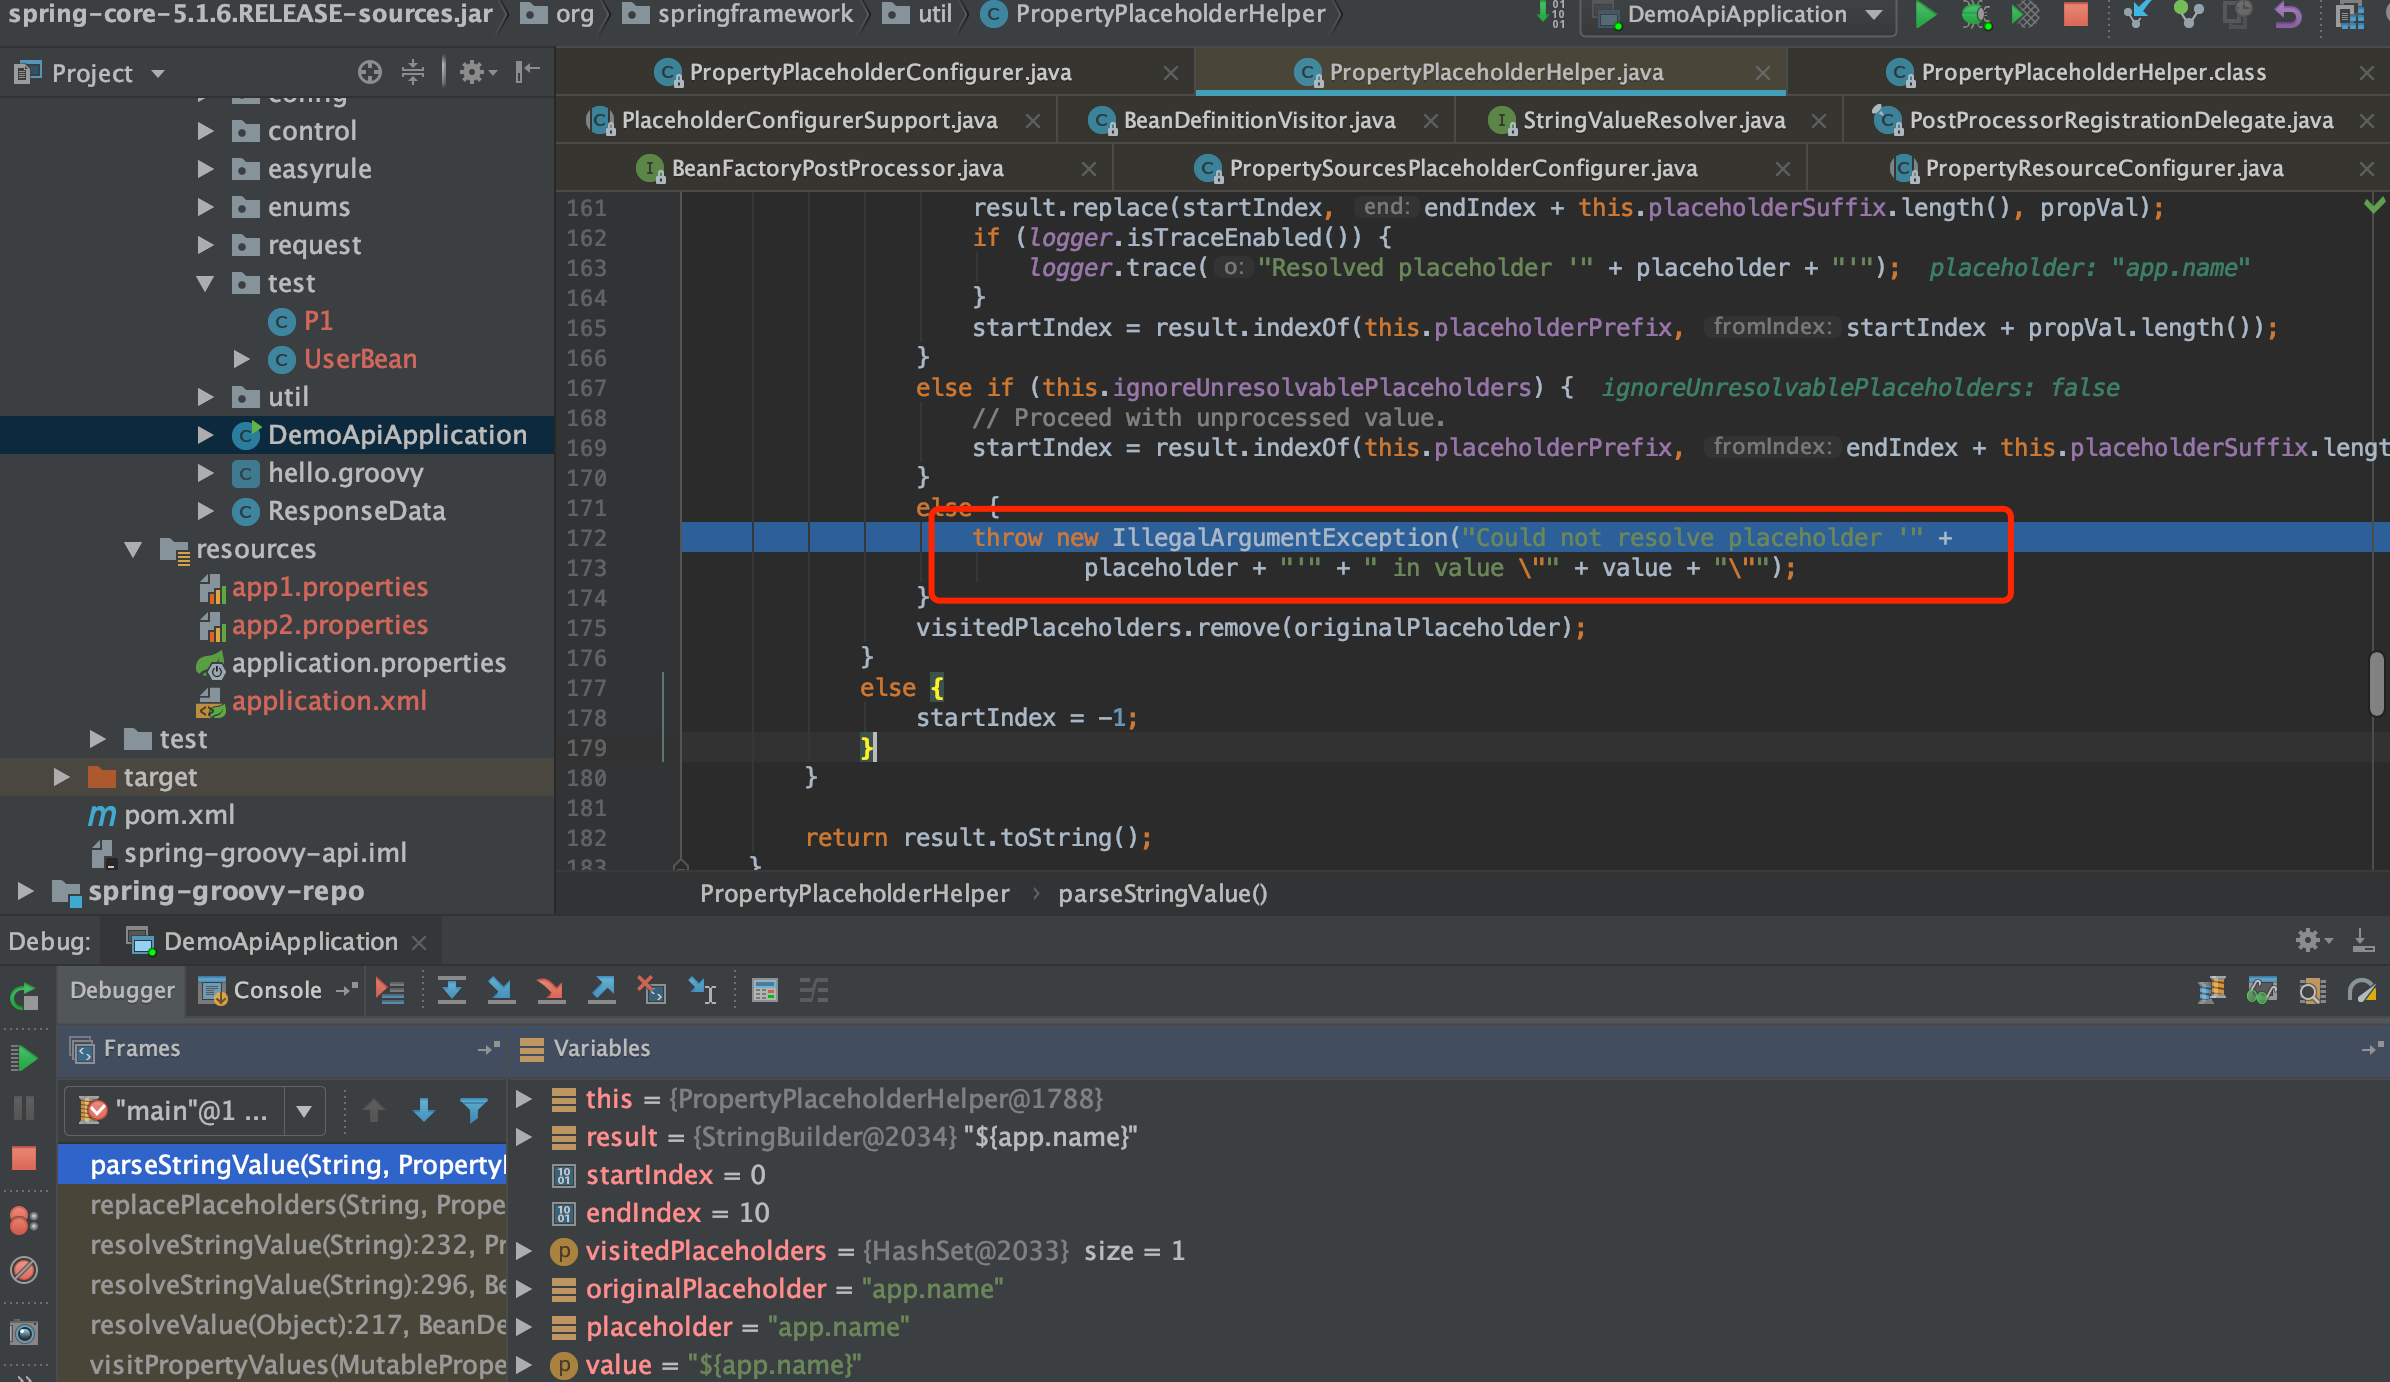 spring-core-5.1.6.RELEASE-sources.jar org springframework util PropertyPlaceholderHelper DemoApiApplication
Project
PropertyPlaceholderConfigurer.java PropertyPlaceholderHelper.java PropertyPlaceholderHelper.class
PlaceholderConfigurerSupport.java BeanDefinitionVisitor.java StringValueResolver.java PostProcessorRegistrationDelegate.java
BeanFactoryPostProcessor.java PropertySourcesPlaceholderConfigurer.java PropertyResourceConfigurer.java
config
control
easyrule
enums
request
test
P1
UserBean
util
DemoApiApplication
hello.groovy
ResponseData
resources
app1.properties
app2.properties
application.properties
application.xml
test
target
pom.xml
spring-groovy-api.iml
spring-groovy-repo
161 result.replace(startIndex, end: endIndex + this.placeholderSuffix.length(), propVal);
162 if (logger.isTraceEnabled()) {
163 logger.trace( o: "Resolved placeholder '" + placeholder + "'"); placeholder: "app.name"
164 }
165 startIndex = result.indexOf(this.placeholderPrefix, fromIndex: startIndex + propVal.length());
166 }
167 else if (this.ignoreUnresolvablePlaceholders) { ignoreUnresolvablePlaceholders: false
168 // Proceed with unprocessed value.
169 startIndex = result.indexOf(this.placeholderPrefix, fromIndex: endIndex + this.placeholderSuffix.lengt
170 }
171 else {
172 throw new IllegalArgumentException("Could not resolve placeholder '" +
173 placeholder + "'" + " in value \"" + value + "\"");
174 }
175 visitedPlaceholders.remove(originalPlaceholder);
176 }
177 else {
178 startIndex = -1;
179 }
180 }
181
182 return result.toString();
183 }
PropertyPlaceholderHelper parseStringValue()
Debug: DemoApiApplication
Debugger Console
Frames
"main"@1 ...
parseStringValue(String, Property
replacePlaceholders(String, Prope
resolveStringValue(String):232, Pr
resolveStringValue(String):296, Be
resolveValue(Object):217, BeanDe
visitPropertyValues(MutablePrope
Variables
this = {PropertyPlaceholderHelper@1788}
result = {StringBuilder@2034} "${app.name}"
startIndex = 0
endIndex = 10
visitedPlaceholders = {HashSet@2033} size = 1
originalPlaceholder = "app.name"
placeholder = "app.name"
value = "${app.name}"